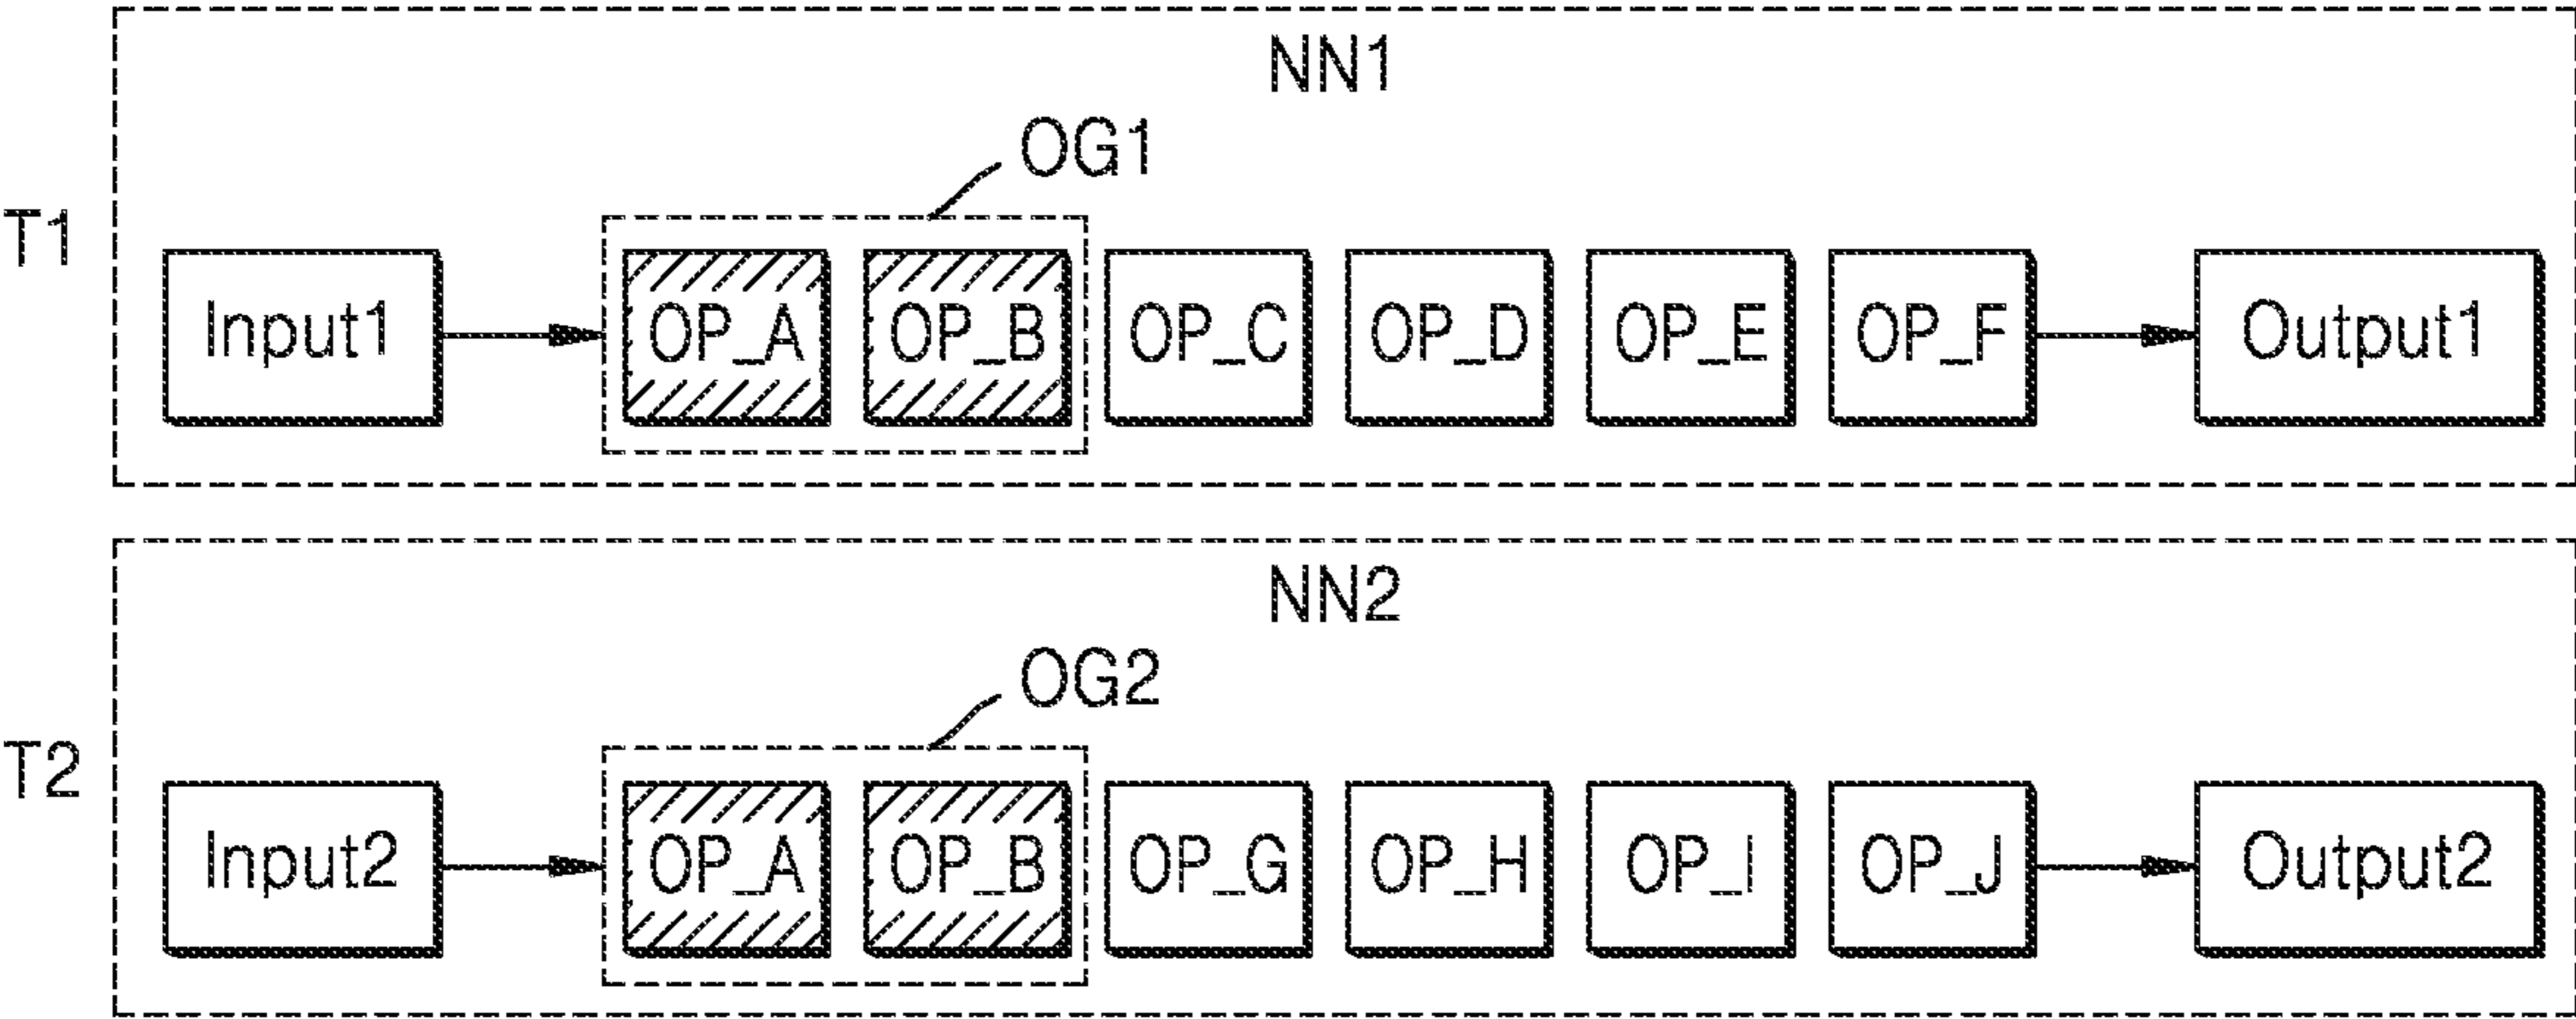 NN1
OG1
T1
Input1 OP_A OP_B OP_C OP_D OP_E OP_F Output1
NN2
OG2
T2
Input2 OP_A OP_B OP_G OP_H OP_I OP_J Output2